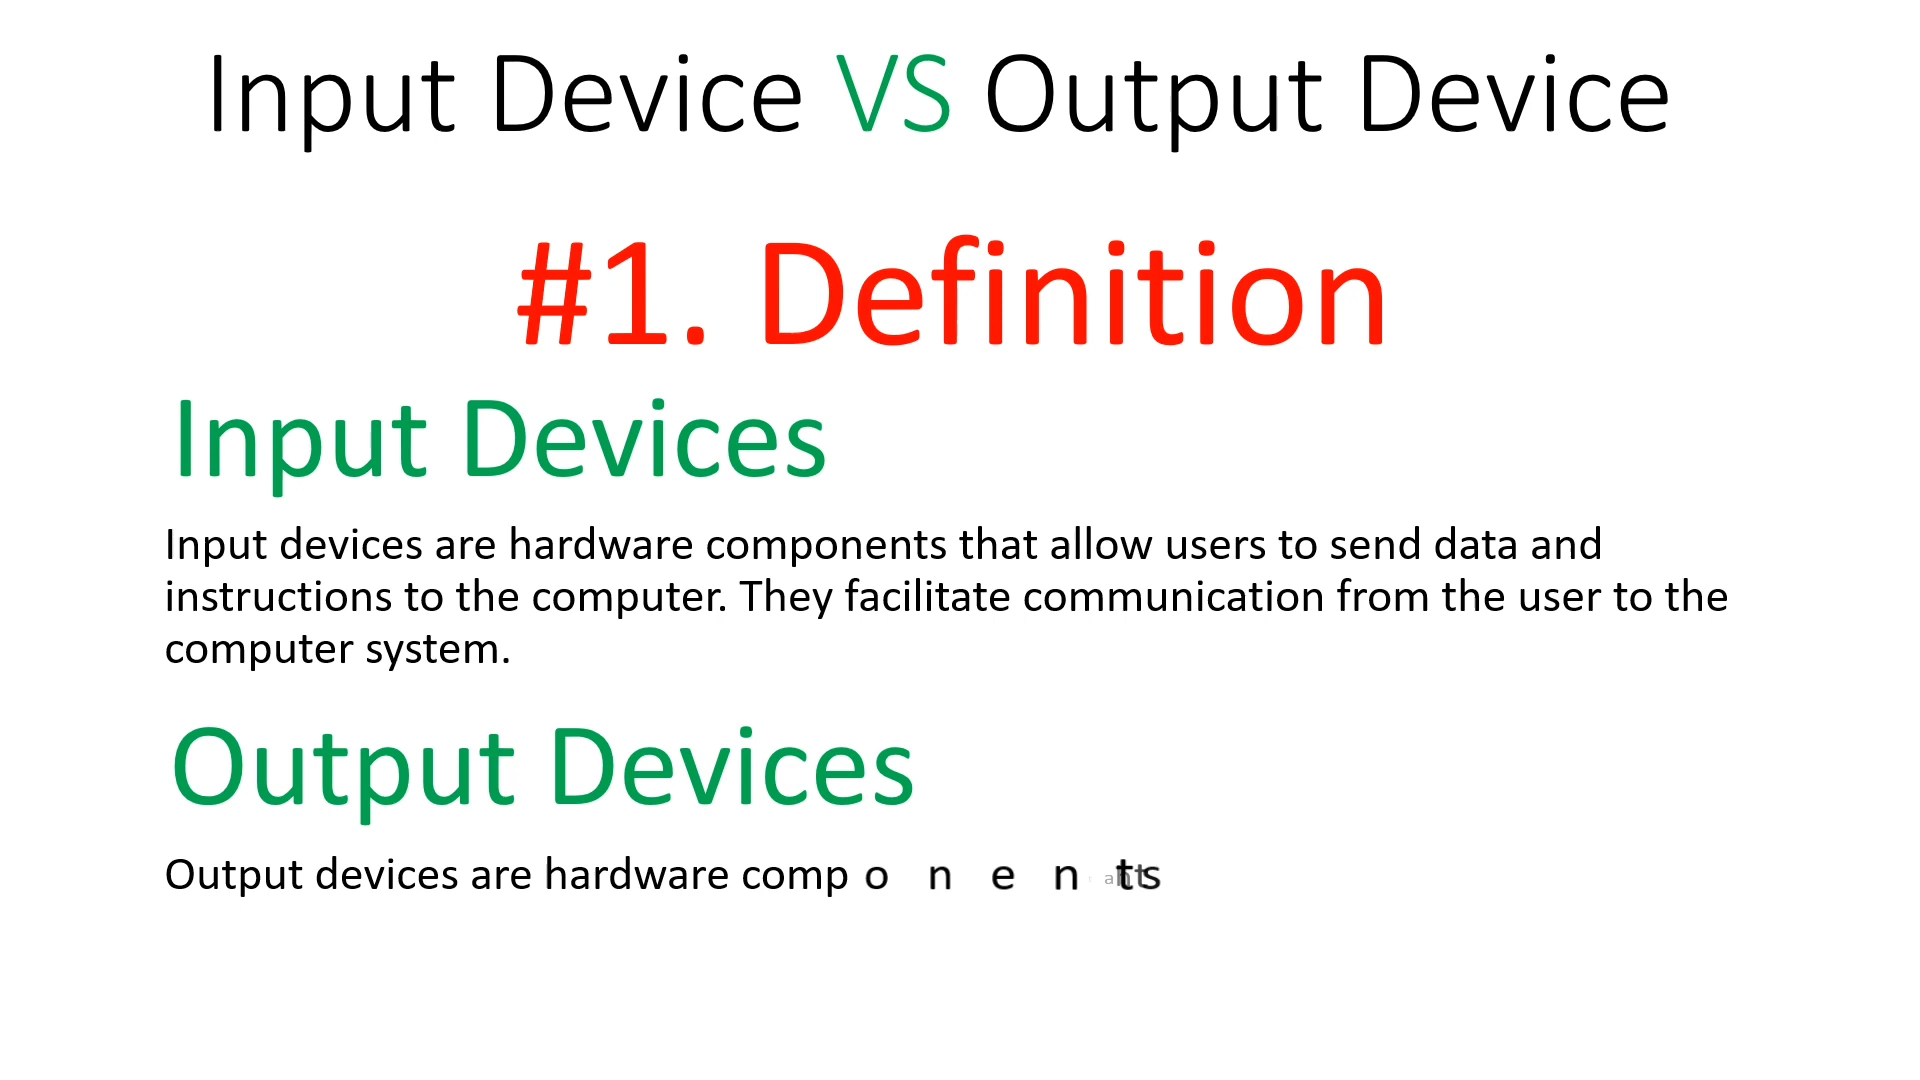 Input Device VS Output Device
#1. Definition
Input Devices
Input devices are hardware components that allow users to send data and
instructions to the computer. They facilitate communication from the user to the
computer system.
Output Devices
Output devices are hardware components